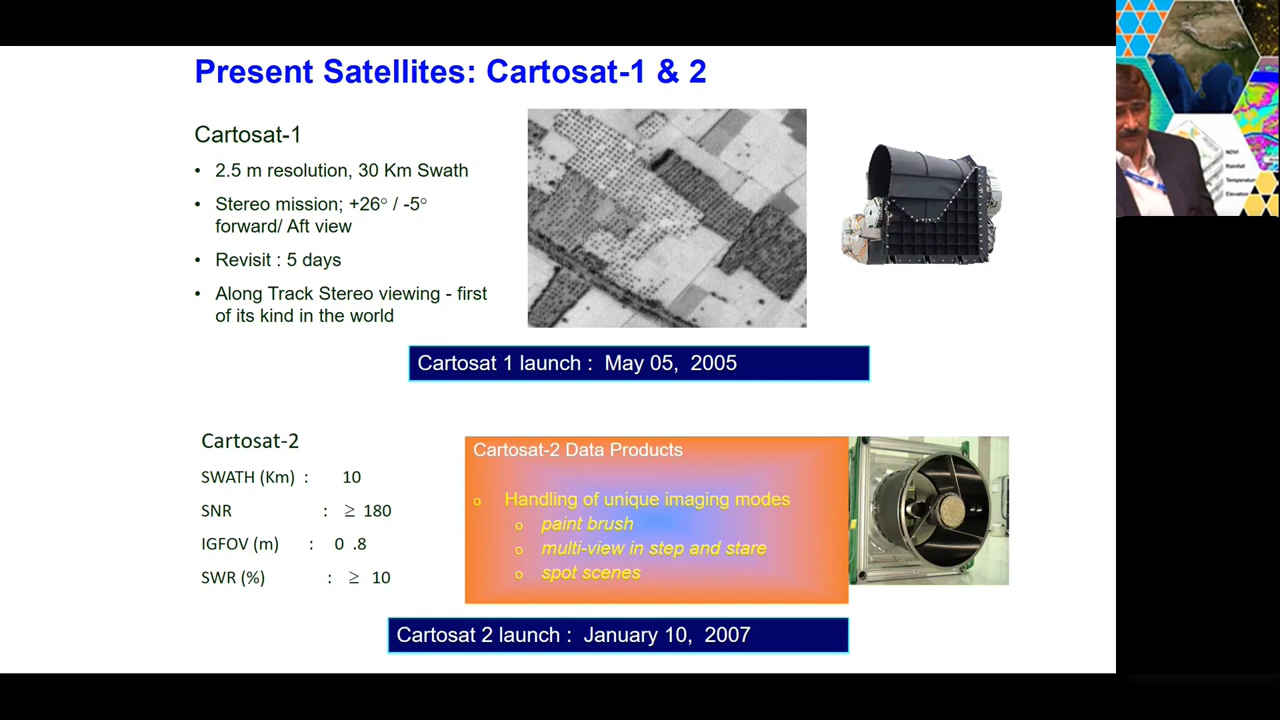 Present Satellites: Cartosat-1 & 2
Cartosat-1
• 2.5 m resolution, 30 Km Swath
• Stereo mission; +26° / -5°
forward/ Aft view
• Revisit : 5 days
• Along Track Stereo viewing - first
of its kind in the world
Cartosat 1 launch : May 05, 2005
Cartosat-2
SWATH (Km) : 10
SNR : ≥ 180
IGFOV (m) : 0 .8
SWR (%) : ≥ 10
Cartosat-2 Data Products
o Handling of unique imaging modes
o paint brush
o multi-view in step and stare
o spot scenes
Cartosat 2 launch : January 10, 2007
NDVI
Rainfall
Temperature
Elevation